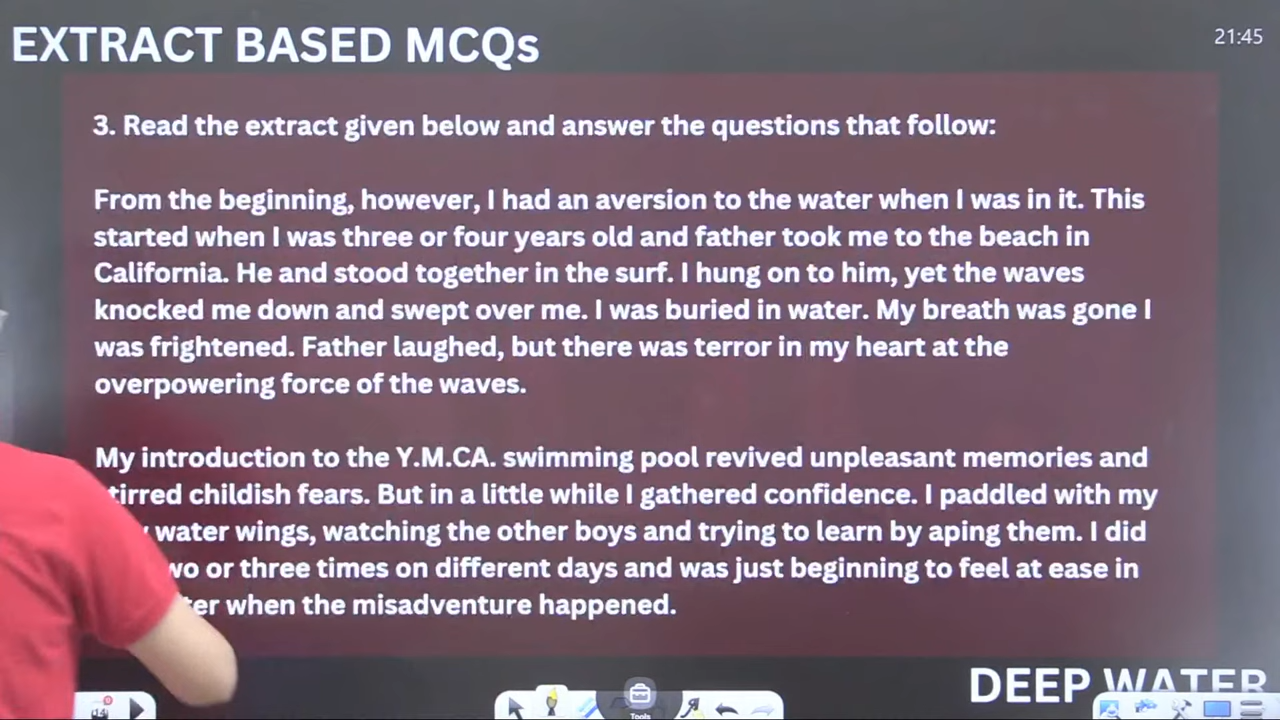 EXTRACT BASED MCQs
21:45
3. Read the extract given below and answer the questions that follow:
From the beginning, however, I had an aversion to the water when I was in it. This
started when I was three or four years old and father took me to the beach in
California. He and stood together in the surf. I hung on to him, yet the waves
knocked me down and swept over me. I was buried in water. My breath was gone I
was frightened. Father laughed, but there was terror in my heart at the
overpowering force of the waves.
My introduction to the Y.M.CA. swimming pool revived unpleasant memories and
stirred childish fears. But in a little while I gathered confidence. I paddled with my
water wings, watching the other boys and trying to learn by aping them. I did
two or three times on different days and was just beginning to feel at ease in
when the misadventure happened.
DEEP WATER
14
Tools